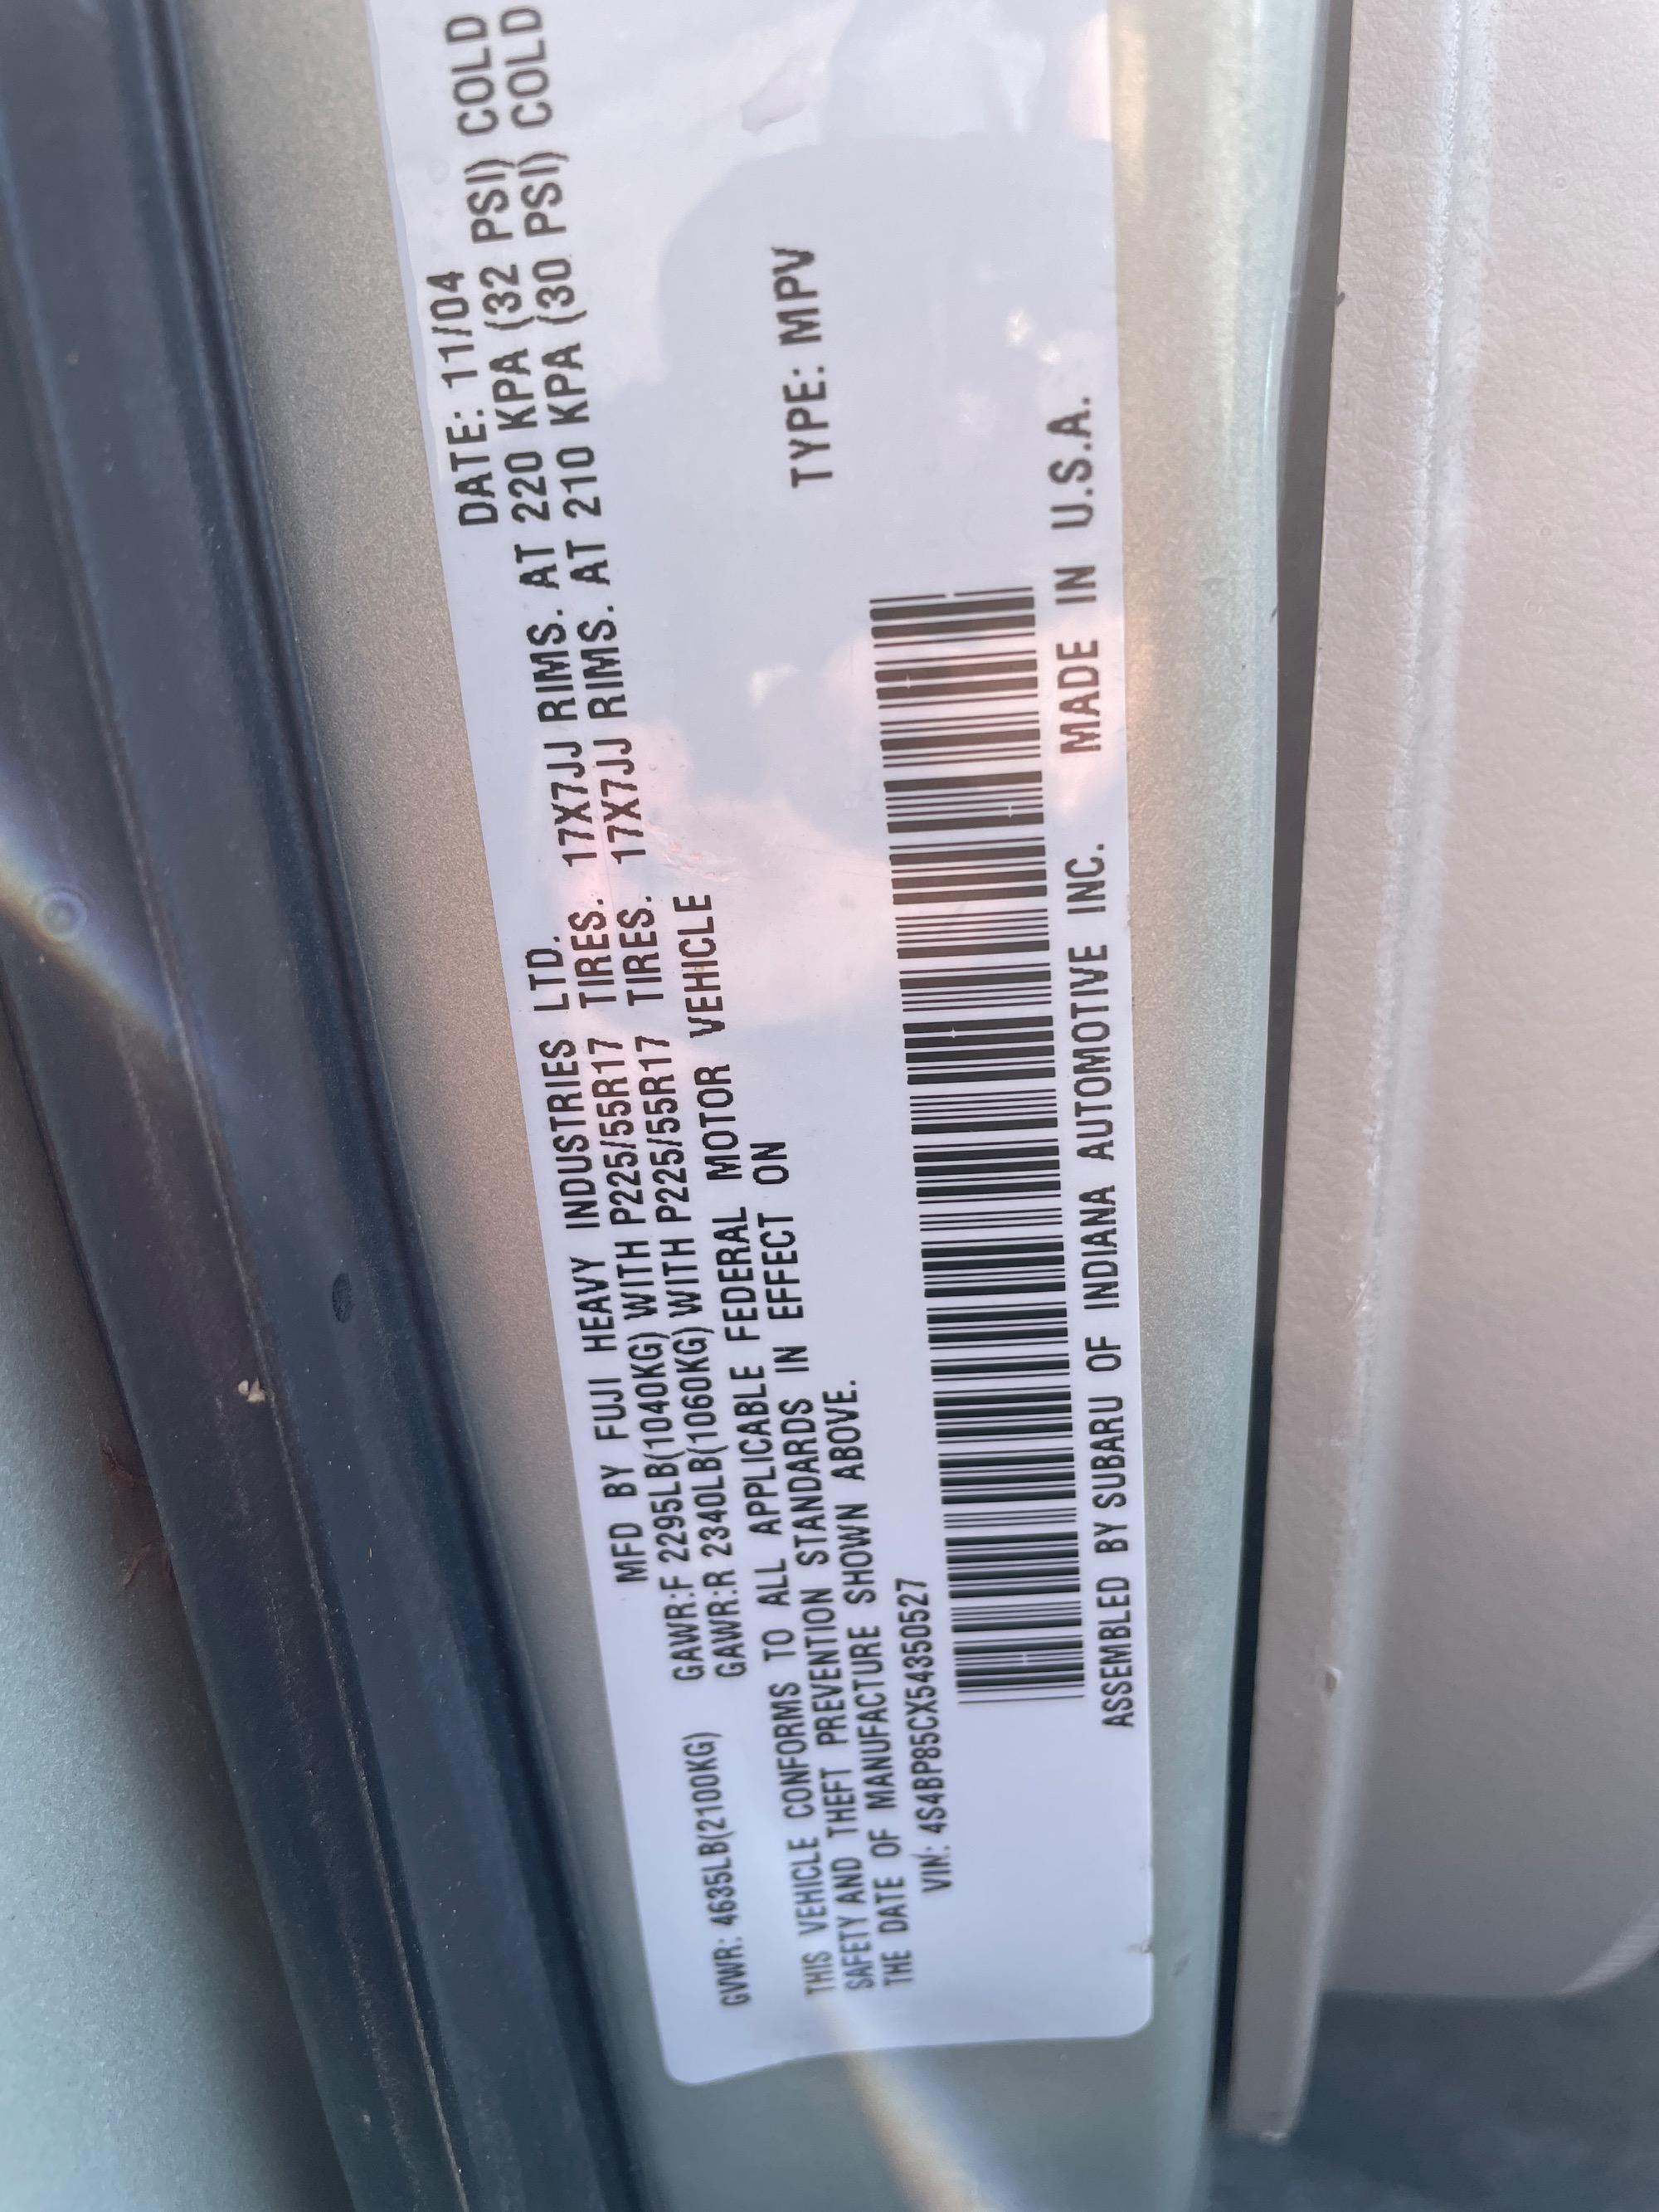 MFD BY FUJI HEAVY INDUSTRIES LTD. DATE: 11/04
GVWR: 4635LB(2100KG) GAWR:F 2295LB(1040KG) WITH P225/55R17 TIRES. 17X7JJ RIMS. AT 220 KPA (32 PSI) COLD
GAWR:R 2340LB(1060KG) WITH P225/55R17 TIRES. 17X7JJ RIMS. AT 210 KPA (30 PSI) COLD
THIS VEHICLE CONFORMS TO ALL APPLICABLE FEDERAL MOTOR VEHICLE
SAFETY AND THEFT PREVENTION STANDARDS IN EFFECT ON
THE DATE OF MANUFACTURE SHOWN ABOVE.
VIN: 4S4BP85CX54350527 TYPE: MPV
ASSEMBLED BY SUBARU OF INDIANA AUTOMOTIVE INC. MADE IN U.S.A.